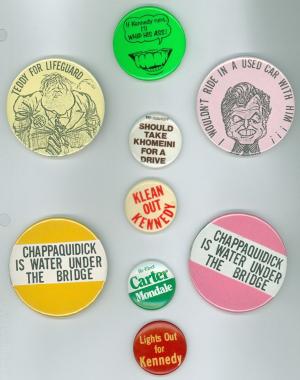 If Kennedy runs,
I'll
WHIP HIS ASS!
TEDDY FOR LIFEGUARD
I WOULDN'T RIDE IN A USED CAR WITH HIM
SHOULD
TAKE
KHOMEINI
FOR A
DRIVE
KLEAN
OUT
KENNEDY
CHAPPAQUIDICK
IS WATER UNDER
THE BRIDGE
Re-Elect
Carter
Mondale
CHAPPAQUIDICK
IS WATER UNDER
THE BRIDGE
Lights Out
for
Kennedy